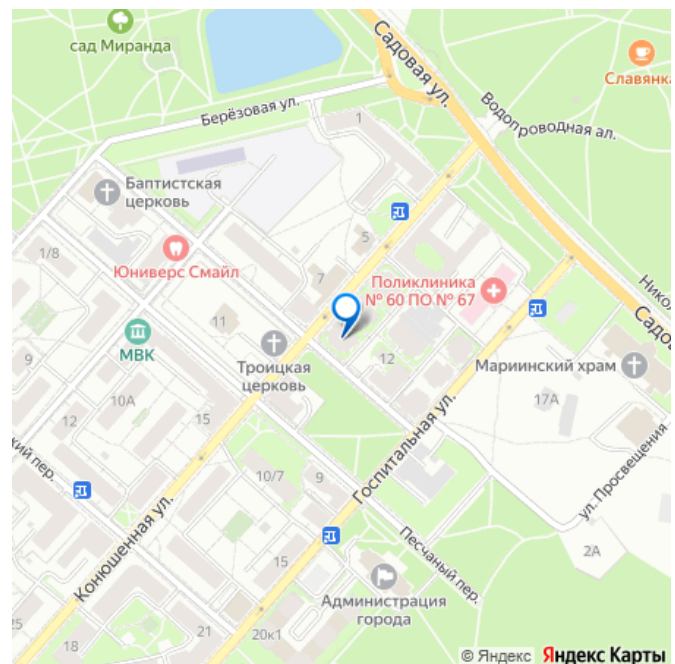 сад Миранда
Садовая ул.
Славянка
Берёзовая ул.
Водопроводная ал.
1
Баптистская
церковь
5
1/8
Юниверс Смайл
7
Поликлиника
№ 60 ПО.№ 67
Никол
Садо
11
МВК
Троицкая
церковь
12
Мариинский храм
9
10А
15
17А
12
кий пер.
Госпитальная ул.
ул. Просвещения
10/7
9
Конюшенная ул.
Песчаный пер.
2А
15
Администрация
города
25
18
21
20к1
© Яндекс Яндекс Карты